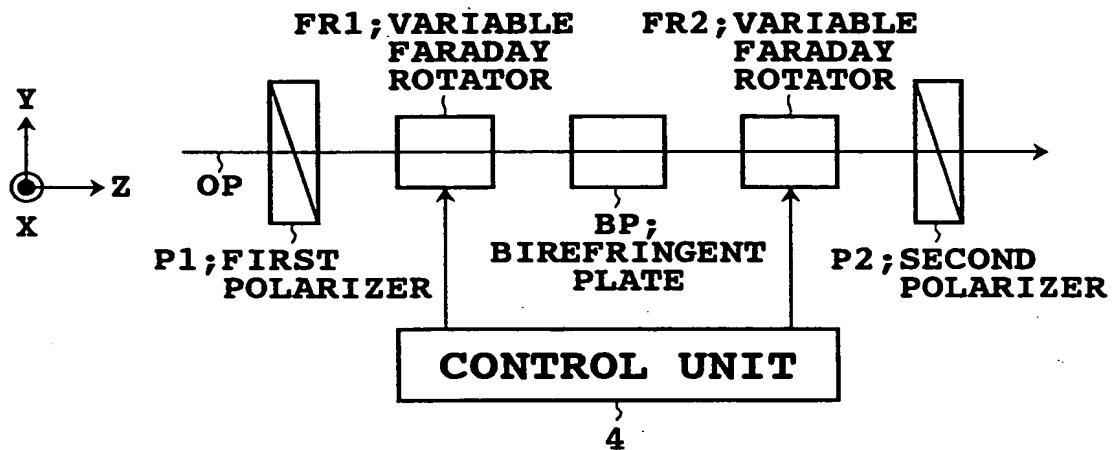 FR1;VARIABLE
FARADAY
ROTATOR
FR2;VARIABLE
FARADAY
ROTATOR
Y
Z
X
OP
P1;FIRST
POLARIZER
BP;
BIREFRINGENT
PLATE
P2;SECOND
POLARIZER
CONTROL UNIT
4